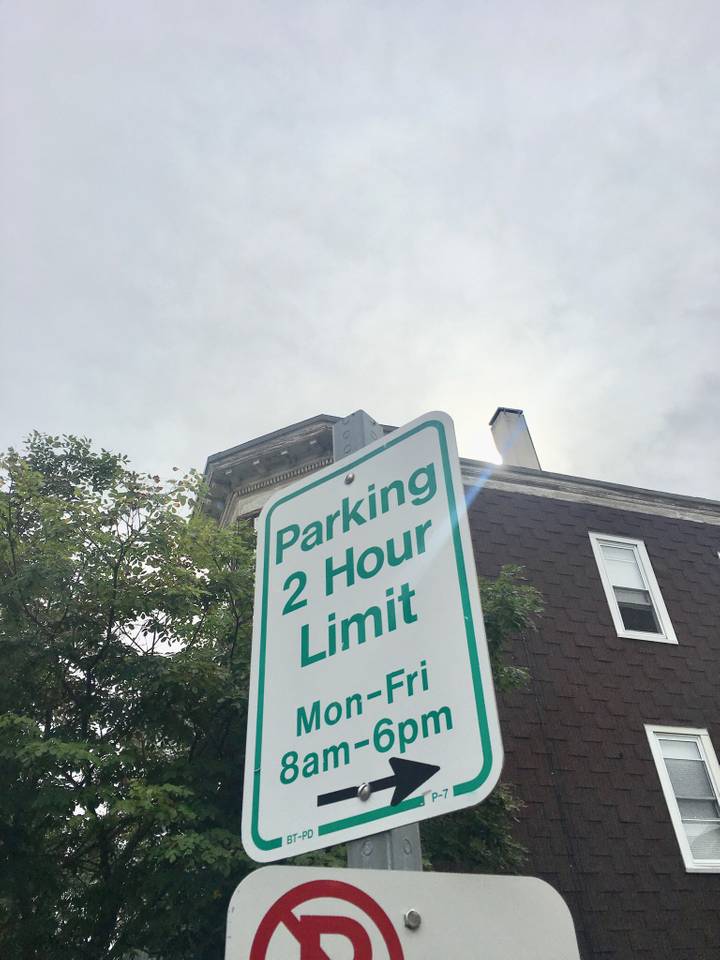 Parking
2 Hour
Limit
Mon-Fri
8am-6pm
BT-PD P-7
P